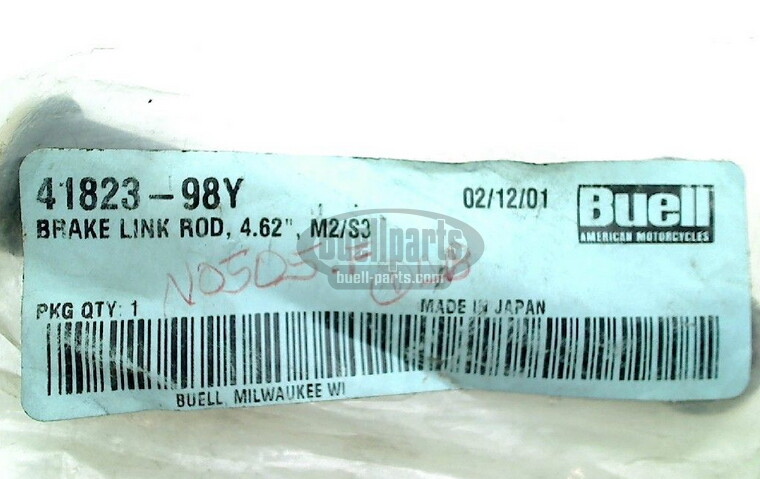 41823-98Y
02/12/01
Buell
AMERICAN MOTORCYCLES
BRAKE LINK ROD, 4.62", M2/S3
buellparts
buell-parts.com
PKG QTY: 1
MADE IN JAPAN
BUELL, MILWAUKEE WI